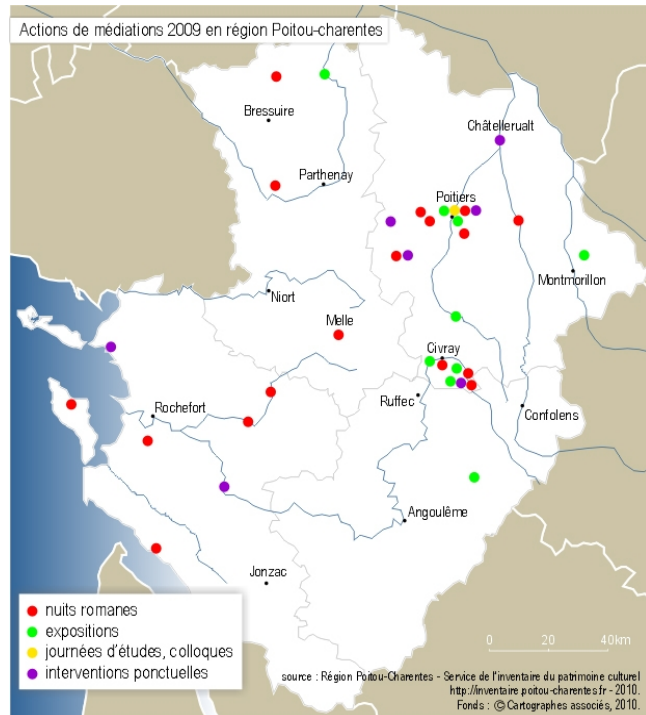 Actions de médiations 2009 en région Poitou-charentes
Bressuire
Châtellerualt
Parthenay
Poitiers
Montmorillon
Niort
Melle
Civray
Rochefort
Ruffec
Confolens
Angoulême
Jonzac
nuits romanes
expositions
journées d'études, colloques
interventions ponctuelles
0 20 40km
source : Région Poitou-Charentes - Service de l'inventaire du patrimoine culturel
http://inventaire.poitou-charentes.fr - 2010.
Fonds : © Cartographes associés, 2010.